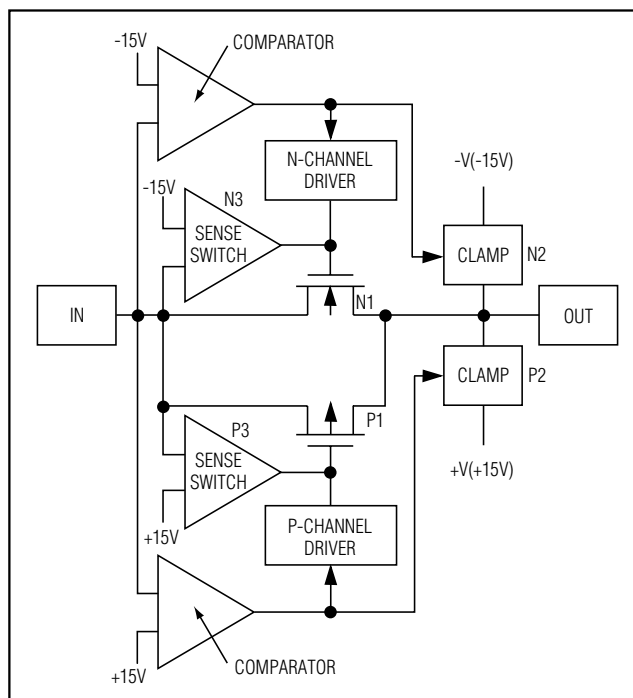 -15V
COMPARATOR
N-CHANNEL
DRIVER
-V(-15V)
-15V
N3
SENSE
SWITCH
CLAMP
N2
IN
N1
OUT
CLAMP
P2
P1
P3
SENSE
SWITCH
+V(+15V)
+15V
P-CHANNEL
DRIVER
+15V
COMPARATOR